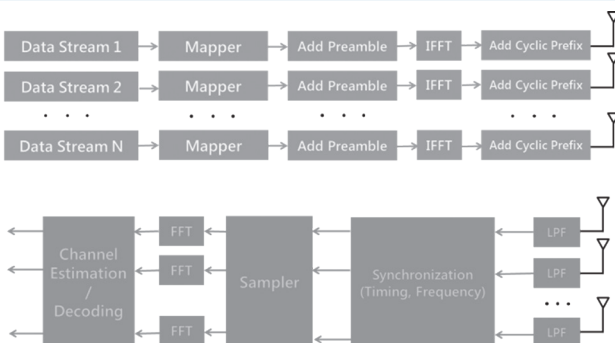 Data Stream 1 Mapper Add Preamble IFFT Add Cyclic Prefix
Data Stream 2 Mapper Add Preamble IFFT Add Cyclic Prefix
. . . . . . . . . . . .
Data Stream N Mapper Add Preamble IFFT Add Cyclic Prefix
Channel
Estimation
/
Decoding
FFT
FFT
FFT
Sampler
Synchronization
(Timing, Frequency)
LPF
LPF
...
LPF